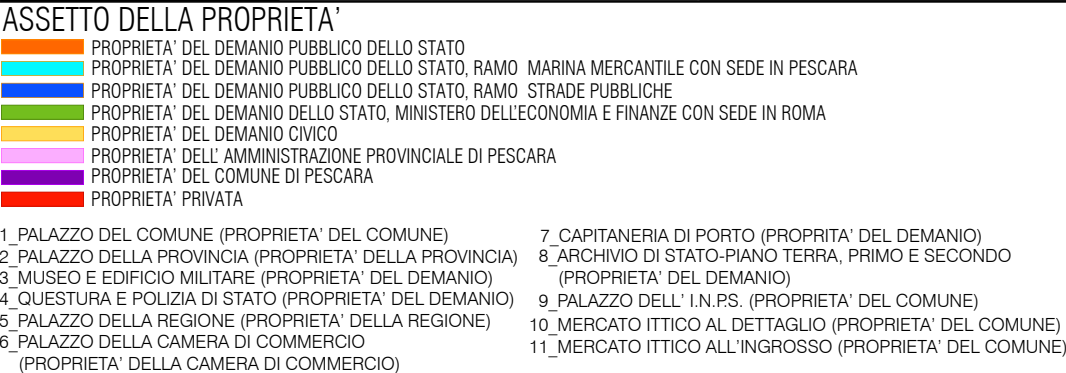 ASSETTO DELLA PROPRIETA'
PROPRIETA' DEL DEMANIO PUBBLICO DELLO STATO
PROPRIETA' DEL DEMANIO PUBBLICO DELLO STATO, RAMO MARINA MERCANTILE CON SEDE IN PESCARA
PROPRIETA' DEL DEMANIO PUBBLICO DELLO STATO, RAMO STRADE PUBBLICHE
PROPRIETA' DEL DEMANIO DELLO STATO, MINISTERO DELL'ECONOMIA E FINANZE CON SEDE IN ROMA
PROPRIETA' DEL DEMANIO CIVICO
PROPRIETA' DELL' AMMINISTRAZIONE PROVINCIALE DI PESCARA
PROPRIETA' DEL COMUNE DI PESCARA
PROPRIETA' PRIVATA
1_PALAZZO DEL COMUNE (PROPRIETA' DEL COMUNE)
2_PALAZZO DELLA PROVINCIA (PROPRIETA' DELLA PROVINCIA)
3_MUSEO E EDIFICIO MILITARE (PROPRIETA' DEL DEMANIO)
4_QUESTURA E POLIZIA DI STATO (PROPRIETA' DEL DEMANIO)
5_PALAZZO DELLA REGIONE (PROPRIETA' DELLA REGIONE)
6_PALAZZO DELLA CAMERA DI COMMERCIO
(PROPRIETA' DELLA CAMERA DI COMMERCIO)
7_CAPITANERIA DI PORTO (PROPRITA' DEL DEMANIO)
8_ARCHIVIO DI STATO-PIANO TERRA, PRIMO E SECONDO
(PROPRIETA' DEL DEMANIO)
9_PALAZZO DELL' I.N.P.S. (PROPRIETA' DEL COMUNE)
10_MERCATO ITTICO AL DETTAGLIO (PROPRIETA' DEL COMUNE)
11_MERCATO ITTICO ALL'INGROSSO (PROPRIETA' DEL COMUNE)